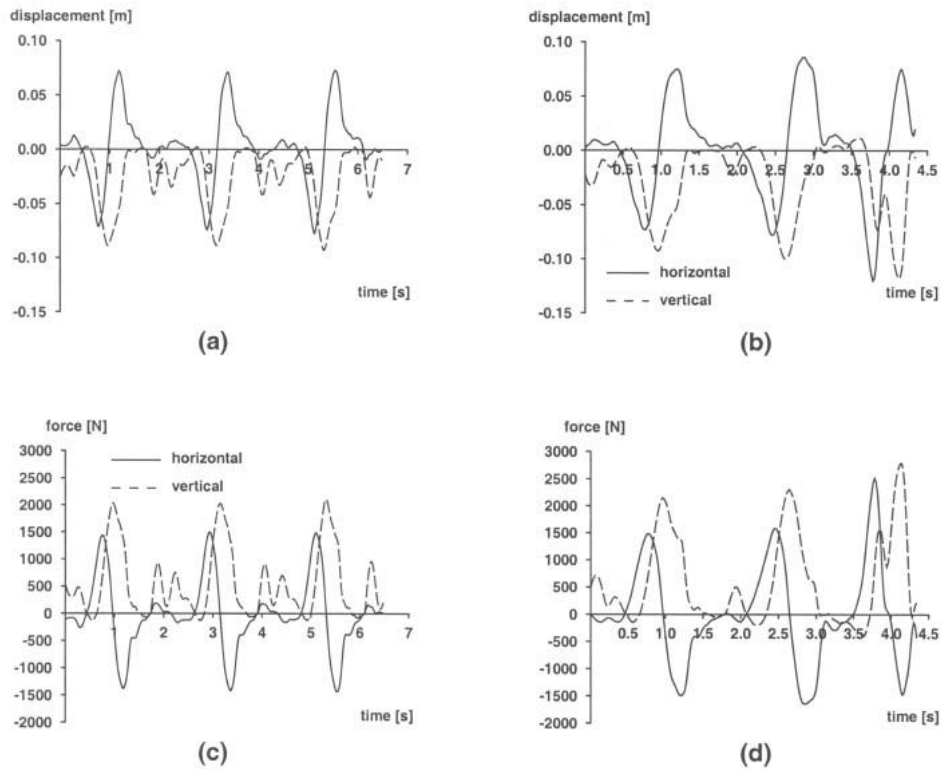 displacement [m]
0.10
0.05
0.00
-0.05
-0.10
-0.15
1 2 3 4 5 6 7
time [s]
(a)
displacement [m]
0.10
0.05
0.00
-0.05
-0.10
-0.15
0.5 1.0 1.5 2.0 2.5 3.0 3.5 4.0 4.5
horizontal
vertical
time [s]
(b)
force [N]
3000
2500
2000
1500
1000
500
0
-500
-1000
-1500
-2000
horizontal
vertical
1 2 3 4 5 6 7
time [s]
(c)
force [N]
3000
2500
2000
1500
1000
500
0
-500
-1000
-1500
-2000
0.5 1.0 1.5 2.0 2.5 3.0 3.5 4.0 4.5
time [s]
(d)